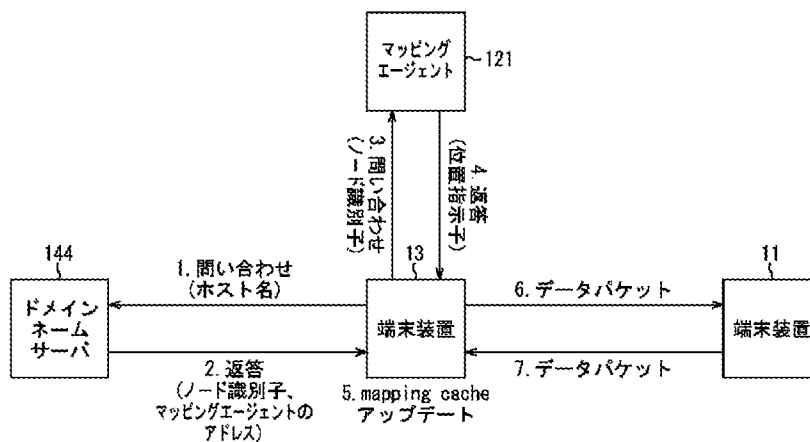 マッピング
エージェント
121
3. 問い合わせ
(ノード識別子)
4. 返答
(位置指示子)
144
ドメイン
ネーム
サーバ
1. 問い合わせ
(ホスト名)
2. 返答
(ノード識別子、
マッピングエージェントの
アドレス)
13
端末装置
5. mapping cache
アップデート
6. データパケット
7. データパケット
11
端末装置